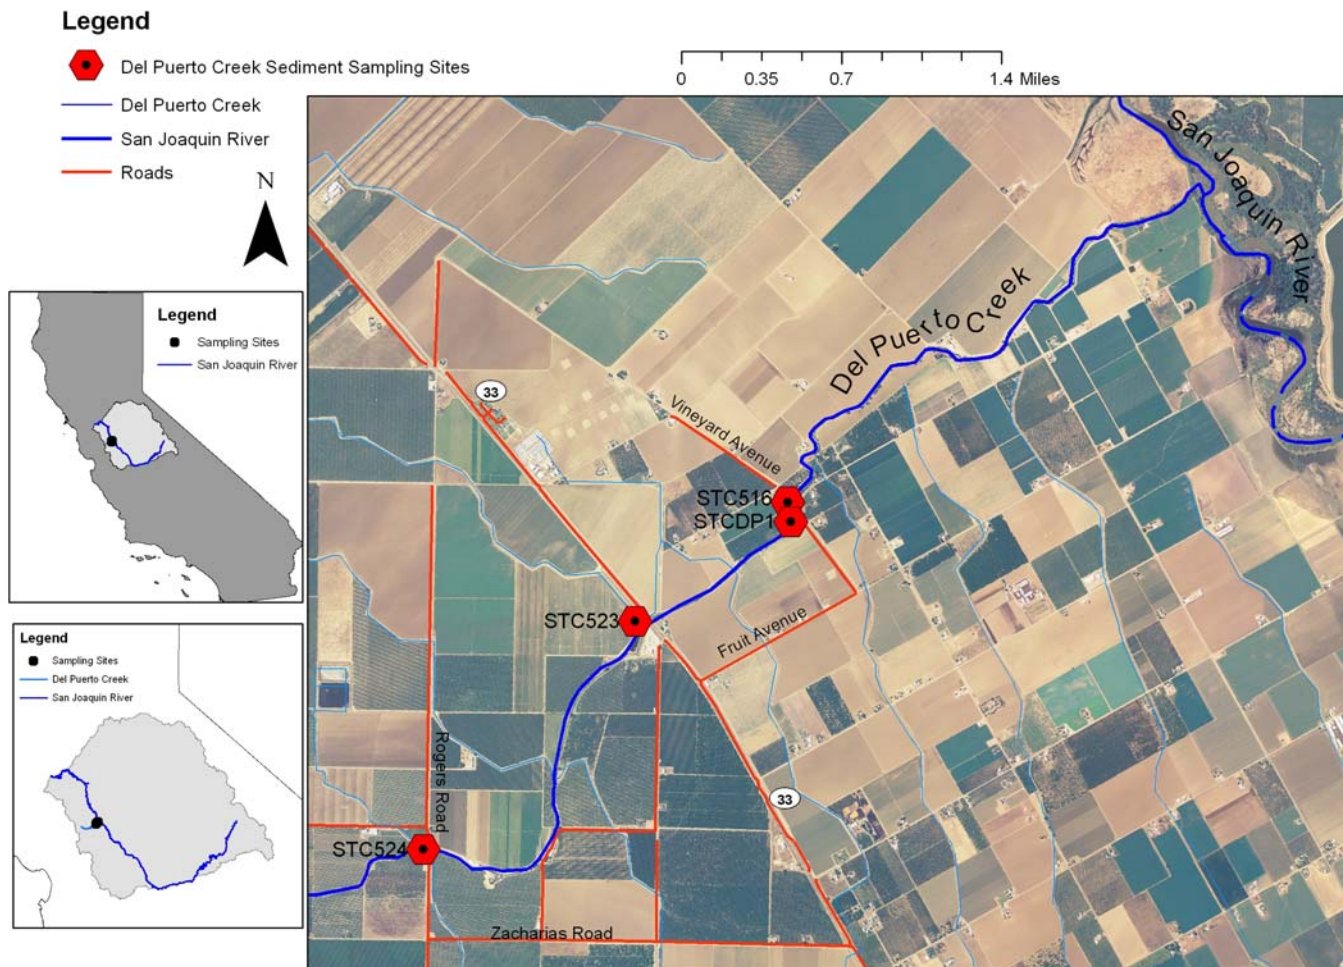 Legend
Del Puerto Creek Sediment Sampling Sites
Del Puerto Creek
San Joaquin River
Roads
N
0 0.35 0.7 1.4 Miles
Legend
Sampling Sites
San Joaquin River
Legend
Sampling Sites
Del Puerto Creek
San Joaquin River
San Joaquin River
Del Puerto Creek
33
Vineyard Avenue
STC516
STCDP1
STC523
Fruit Avenue
Rogers Road
33
STC524
Zacharias Road